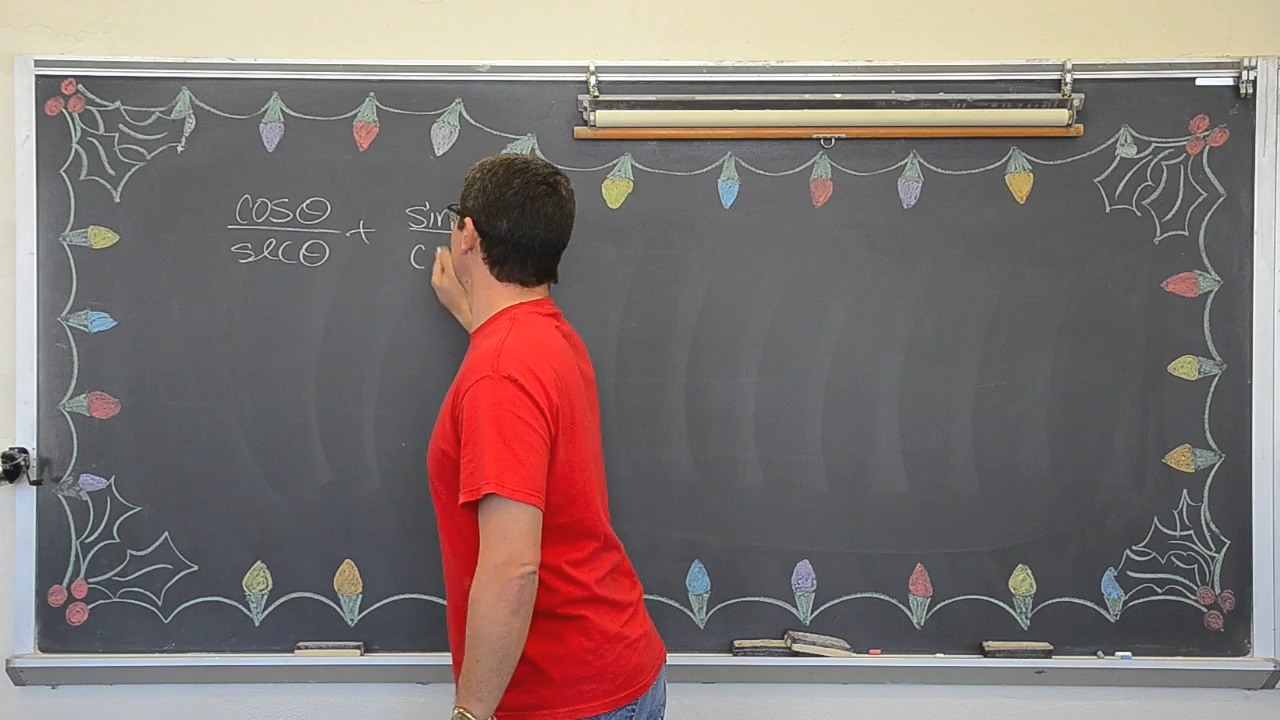 cosθ/secθ + sin/c